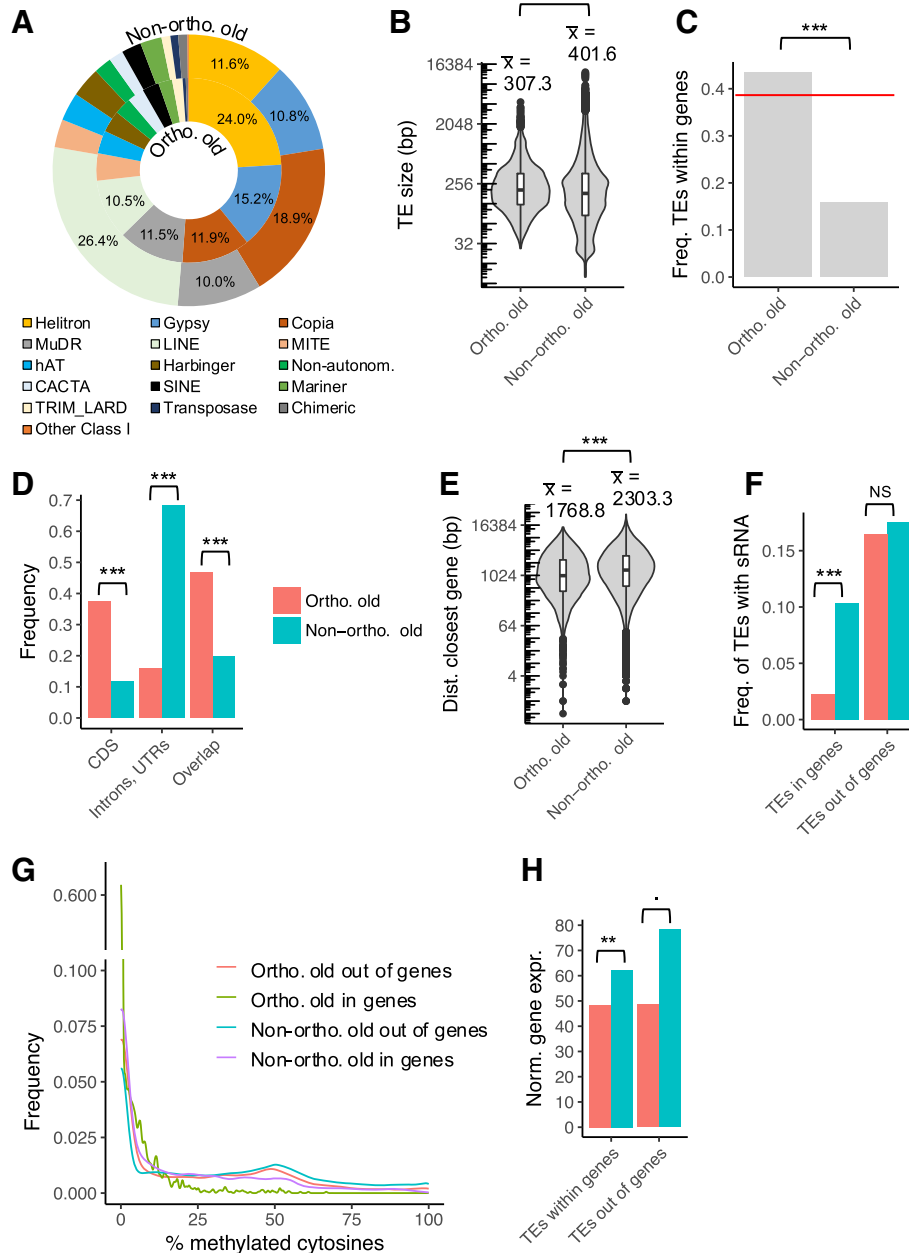 A
Non-ortho. old
Ortho. old
11.6%
10.8%
24.0%
15.2%
18.9%
10.5%
11.5%
11.9%
26.4%
10.0%
Helitron
Gypsy
Copia
MuDR
LINE
MITE
hAT
Harbinger
Non-autonom.
CACTA
SINE
Mariner
TRIM_LARD
Transposase
Chimeric
Other Class I
B
x̅ =
307.3
x̅ =
401.6
TE size (bp)
16384
2048
256
32
Ortho. old
Non−ortho. old
C
***
Freq. TEs within genes
0.4
0.3
0.2
0.1
0.0
Ortho. old
Non−ortho. old
D
***
***
***
Frequency
0.7
0.6
0.5
0.4
0.3
0.2
0.1
0.0
CDS
Introns, UTRs
Overlap
Ortho. old
Non−ortho. old
E
***
x̅ =
1768.8
x̅ =
2303.3
Dist. closest gene (bp)
16384
1024
64
4
Ortho. old
Non−ortho. old
F
NS
***
Freq. of TEs with sRNA
0.15
0.10
0.05
0.00
TEs in genes
TEs out of genes
G
Frequency
0.600
0.100
0.075
0.050
0.025
0.000
Ortho. old out of genes
Ortho. old in genes
Non-ortho. old out of genes
Non-ortho. old in genes
0
25
50
75
100
% methylated cytosines
H
.
**
Norm. gene expr.
80
70
60
50
40
30
20
10
0
TEs within genes
TEs out of genes